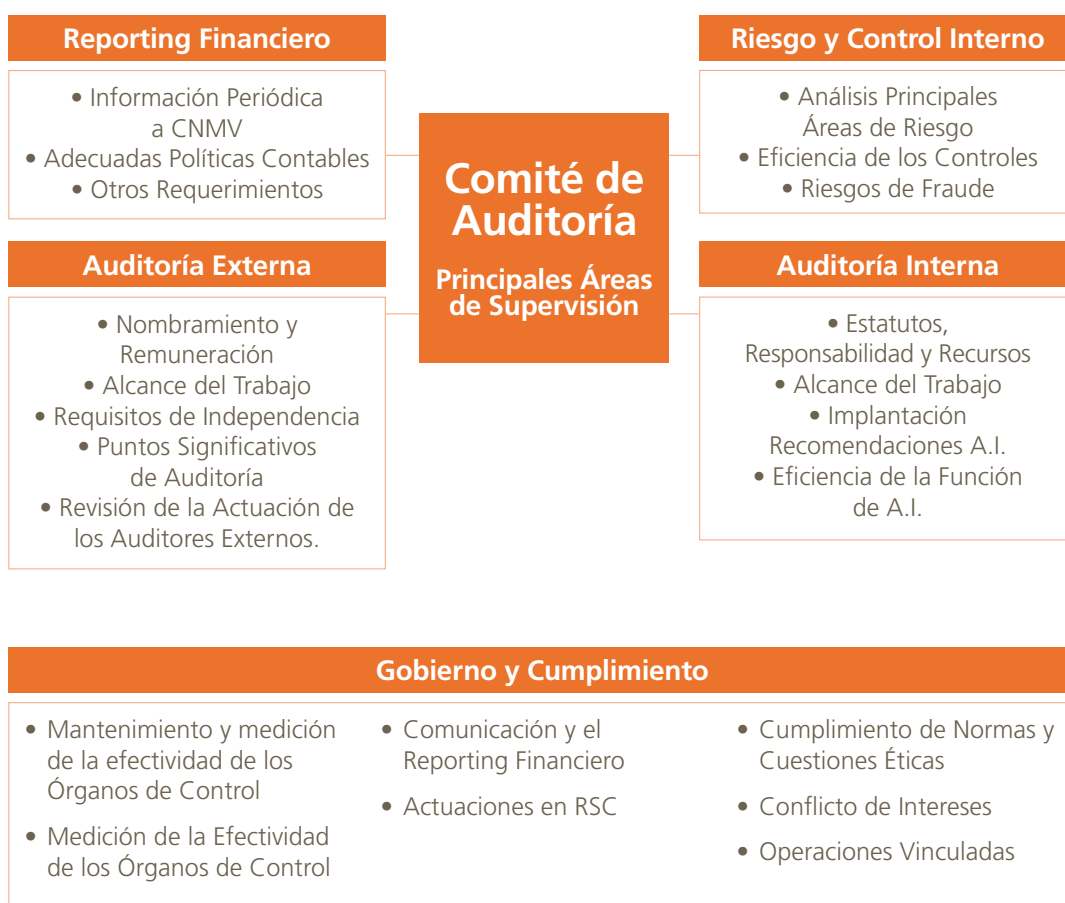 Reporting Financiero
• Información Periódica
a CNMV
• Adecuadas Políticas Contables
• Otros Requerimientos
Auditoría Externa
• Nombramiento y
Remuneración
• Alcance del Trabajo
• Requisitos de Independencia
• Puntos Significativos
de Auditoría
• Revisión de la Actuación de
los Auditores Externos.
Comité de
Auditoría
Principales Áreas
de Supervisión
Riesgo y Control Interno
• Análisis Principales
Áreas de Riesgo
• Eficiencia de los Controles
• Riesgos de Fraude
Auditoría Interna
• Estatutos,
Responsabilidad y Recursos
• Alcance del Trabajo
• Implantación
Recomendaciones A.I.
• Eficiencia de la Función
de A.I.
Gobierno y Cumplimiento
• Mantenimiento y medición
de la efectividad de los
Órganos de Control
• Medición de la Efectividad
de los Órganos de Control
• Comunicación y el
Reporting Financiero
• Actuaciones en RSC
• Cumplimiento de Normas y
Cuestiones Éticas
• Conflicto de Intereses
• Operaciones Vinculadas